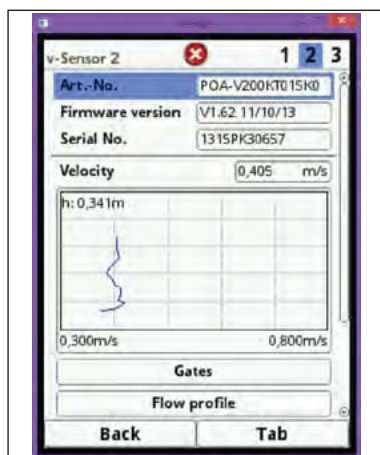 v-Sensor 2 1 2 3
Art.-No. POA-V200KT015K0
Firmware version V1.62 11/10/13
Serial No. 1315PK30657
Velocity 0,405 m/s
h: 0,341m
0,300m/s 0,800m/s
Gates
Flow profile
Back Tab